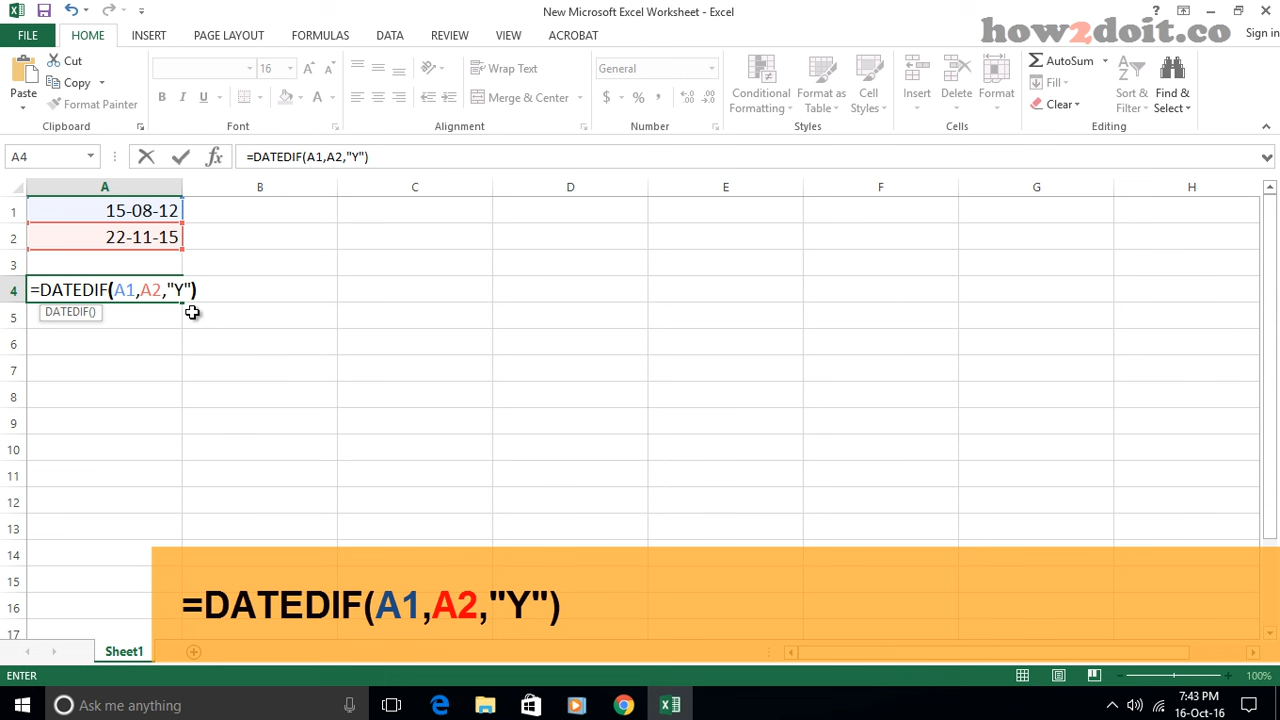 New Microsoft Excel Worksheet - Excel
how2doit.co
Sign in
FILE HOME INSERT PAGE LAYOUT FORMULAS DATA REVIEW VIEW ACROBAT
Paste
Cut
Copy
Format Painter
Clipboard
16
B I U
Font
Wrap Text
Merge & Center
Alignment
General
$ % ,
Number
Conditional Formatting
Format as Table
Cell Styles
Styles
Insert Delete Format
Cells
AutoSum
Fill
Clear
Sort & Filter
Find & Select
Editing
A4
=DATEDIF(A1,A2,"Y")
A B C D E F G H
1 15-08-12
2 22-11-15
3
4 =DATEDIF(A1,A2,"Y")
DATEDIF()
5
6
7
8
9
10
11
12
13
14
15
16
17
=DATEDIF(A1,A2,"Y")
Sheet1
ENTER
100%
Ask me anything
7:43 PM
16-Oct-16